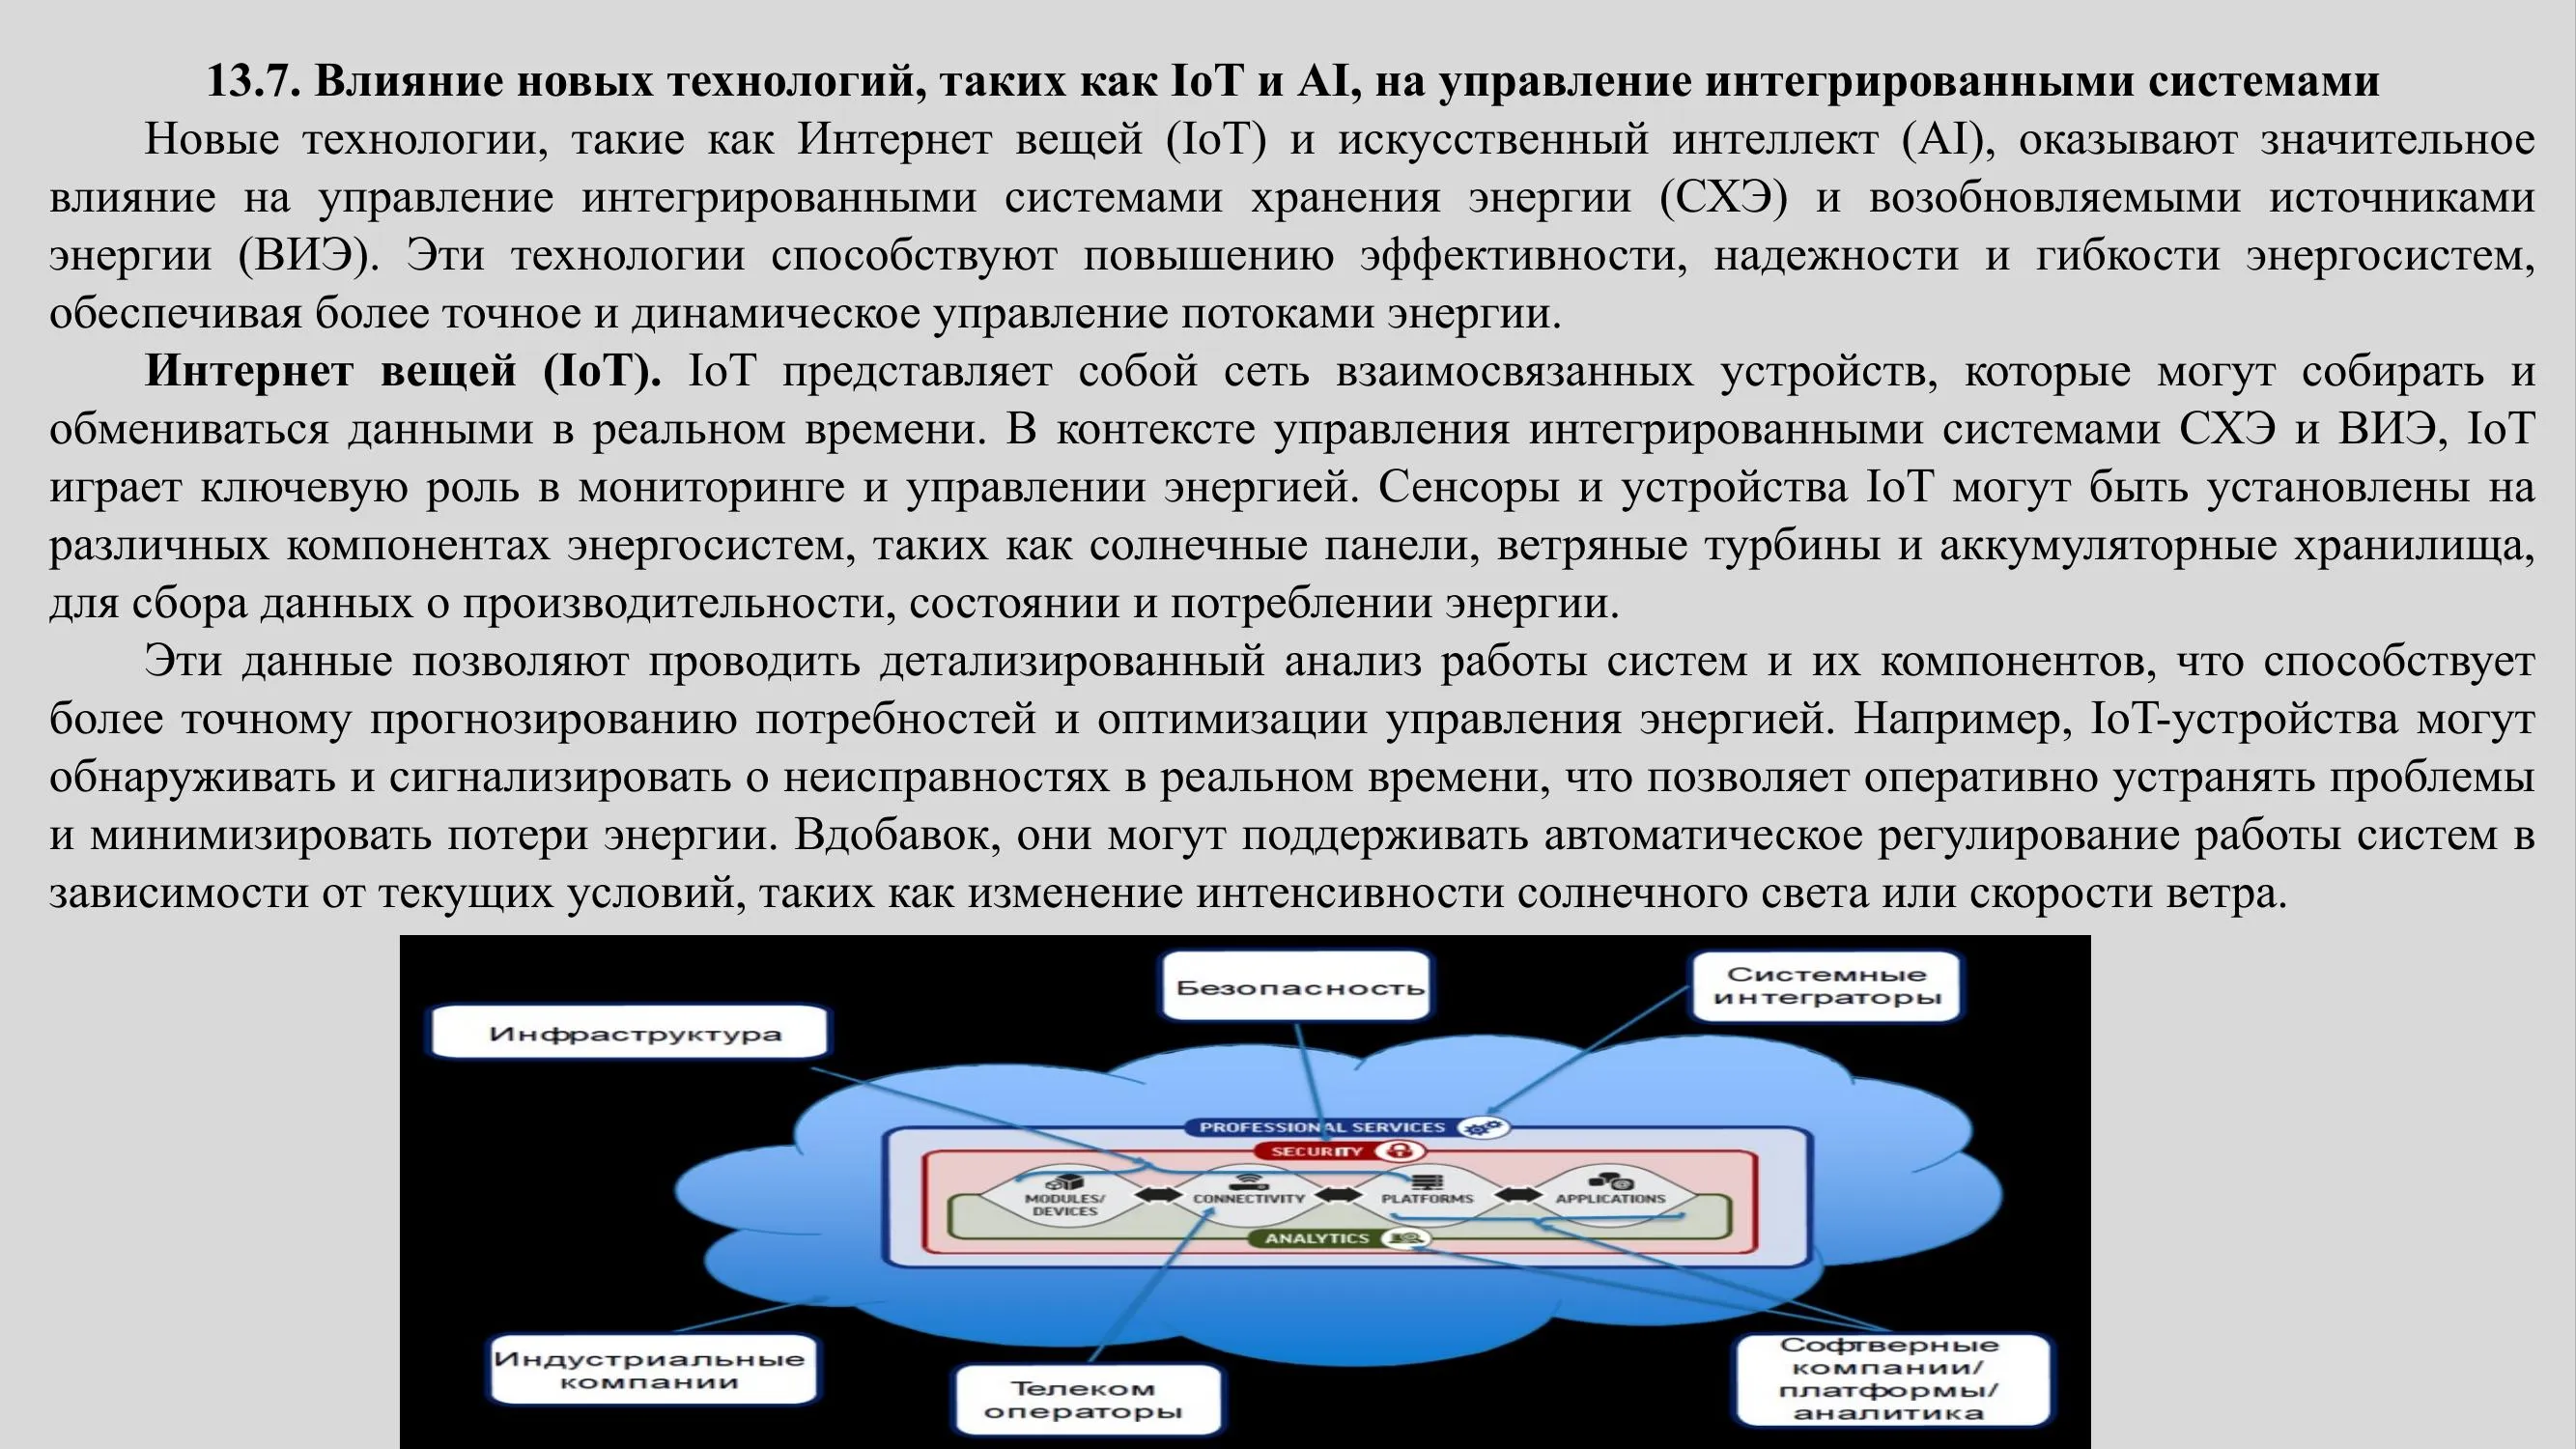 13.7. Влияние новых технологий, таких как IoT и AI, на управление интегрированными системами
Новые технологии, такие как Интернет вещей (IoT) и искусственный интеллект (AI), оказывают значительное
влияние на управление интегрированными системами хранения энергии (СХЭ) и возобновляемыми источниками
энергии (ВИЭ). Эти технологии способствуют повышению эффективности, надежности и гибкости энергосистем,
обеспечивая более точное и динамическое управление потоками энергии.
Интернет вещей (IoT). IoT представляет собой сеть взаимосвязанных устройств, которые могут собирать и
обмениваться данными в реальном времени. В контексте управления интегрированными системами СХЭ и ВИЭ, IoT
играет ключевую роль в мониторинге и управлении энергией. Сенсоры и устройства IoT могут быть установлены на
различных компонентах энергосистем, таких как солнечные панели, ветряные турбины и аккумуляторные хранилища,
для сбора данных о производительности, состоянии и потреблении энергии.
Эти данные позволяют проводить детализированный анализ работы систем и их компонентов, что способствует
более точному прогнозированию потребностей и оптимизации управления энергией. Например, IoT-устройства могут
обнаруживать и сигнализировать о неисправностях в реальном времени, что позволяет оперативно устранять проблемы
и минимизировать потери энергии. Вдобавок, они могут поддерживать автоматическое регулирование работы систем в
зависимости от текущих условий, таких как изменение интенсивности солнечного света или скорости ветра.
Безопасность
Системные
интеграторы
Инфраструктура
PROFESSIONAL SERVICES
SECURITY
MODULES/
DEVICES
CONNECTIVITY
PLATFORMS
APPLICATIONS
ANALYTICS
Индустриальные
компании
Телеком
операторы
Софтверные
компании/
платформы/
аналитика